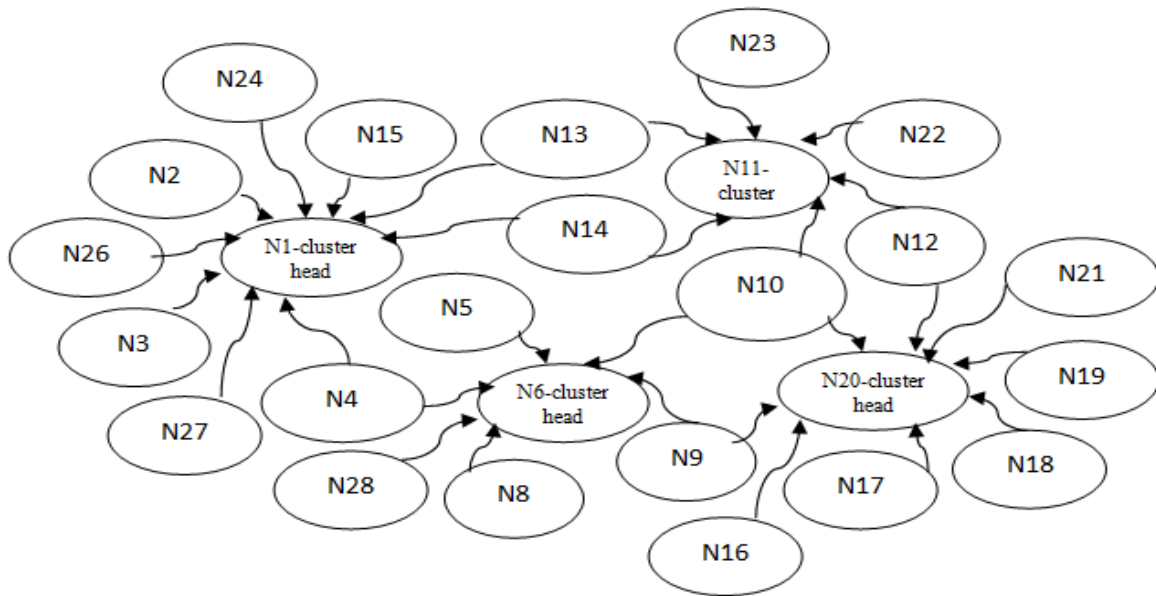 N23
N24
N15
N13
N22
N2
N11-
cluster
N14
N12
N26
N1-cluster
head
N21
N10
N5
N3
N4
N6-cluster
head
N20-cluster
head
N19
N27
N9
N18
N28
N8
N17
N16